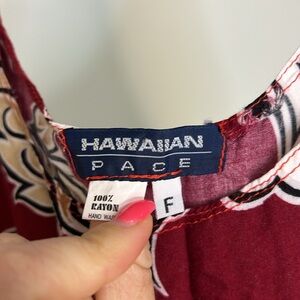 HAWAIIAN
PACE
100%
RAYON
HAND WASH
F